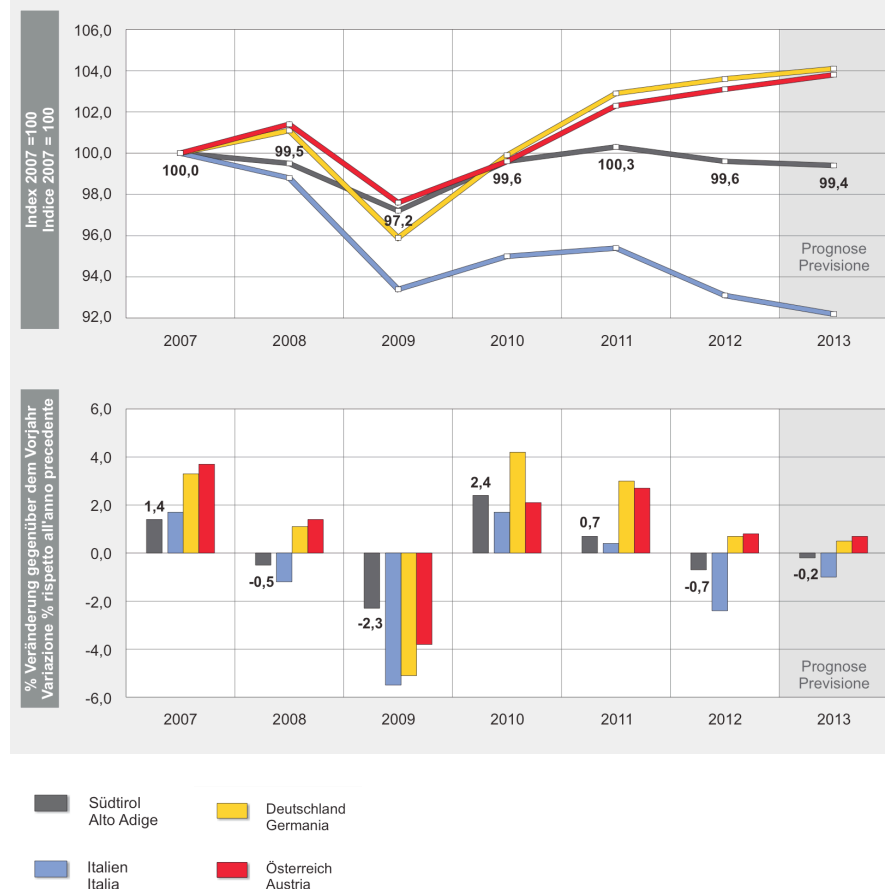 Index 2007 =100
Indice 2007 = 100
106,0
104,0
102,0
100,0
98,0
96,0
94,0
92,0
100,0
99,5
97,2
99,6
100,3
99,6
99,4
Prognose
Previsione
2007 2008 2009 2010 2011 2012 2013
% Veränderung gegenüber dem Vorjahr
Variazione % rispetto all'anno precedente
6,0
4,0
2,0
0,0
-2,0
-4,0
-6,0
1,4
-0,5
-2,3
2,4
0,7
-0,7
-0,2
Prognose
Previsione
2007 2008 2009 2010 2011 2012 2013
Südtirol
Alto Adige
Deutschland
Germania
Italien
Italia
Österreich
Austria